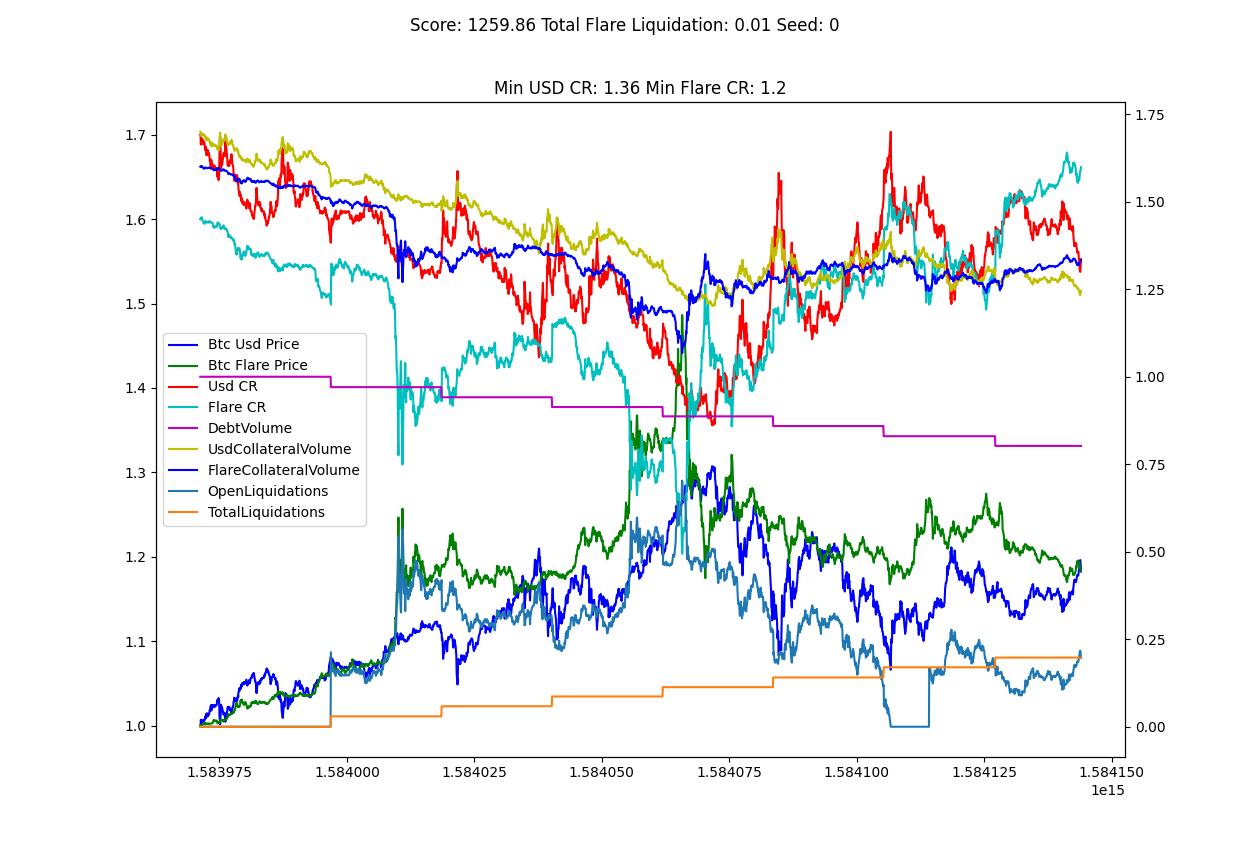 Score: 1259.86 Total Flare Liquidation: 0.01 Seed: 0
Min USD CR: 1.36 Min Flare CR: 1.2
1.7
1.6
1.5
1.4
1.3
1.2
1.1
1.0
1.75
1.50
1.25
1.00
0.75
0.50
0.25
0.00
Btc Usd Price
Btc Flare Price
Usd CR
Flare CR
DebtVolume
UsdCollateralVolume
FlareCollateralVolume
OpenLiquidations
TotalLiquidations
1.583975 1.584000 1.584025 1.584050 1.584075 1.584100 1.584125 1.584150
1e15